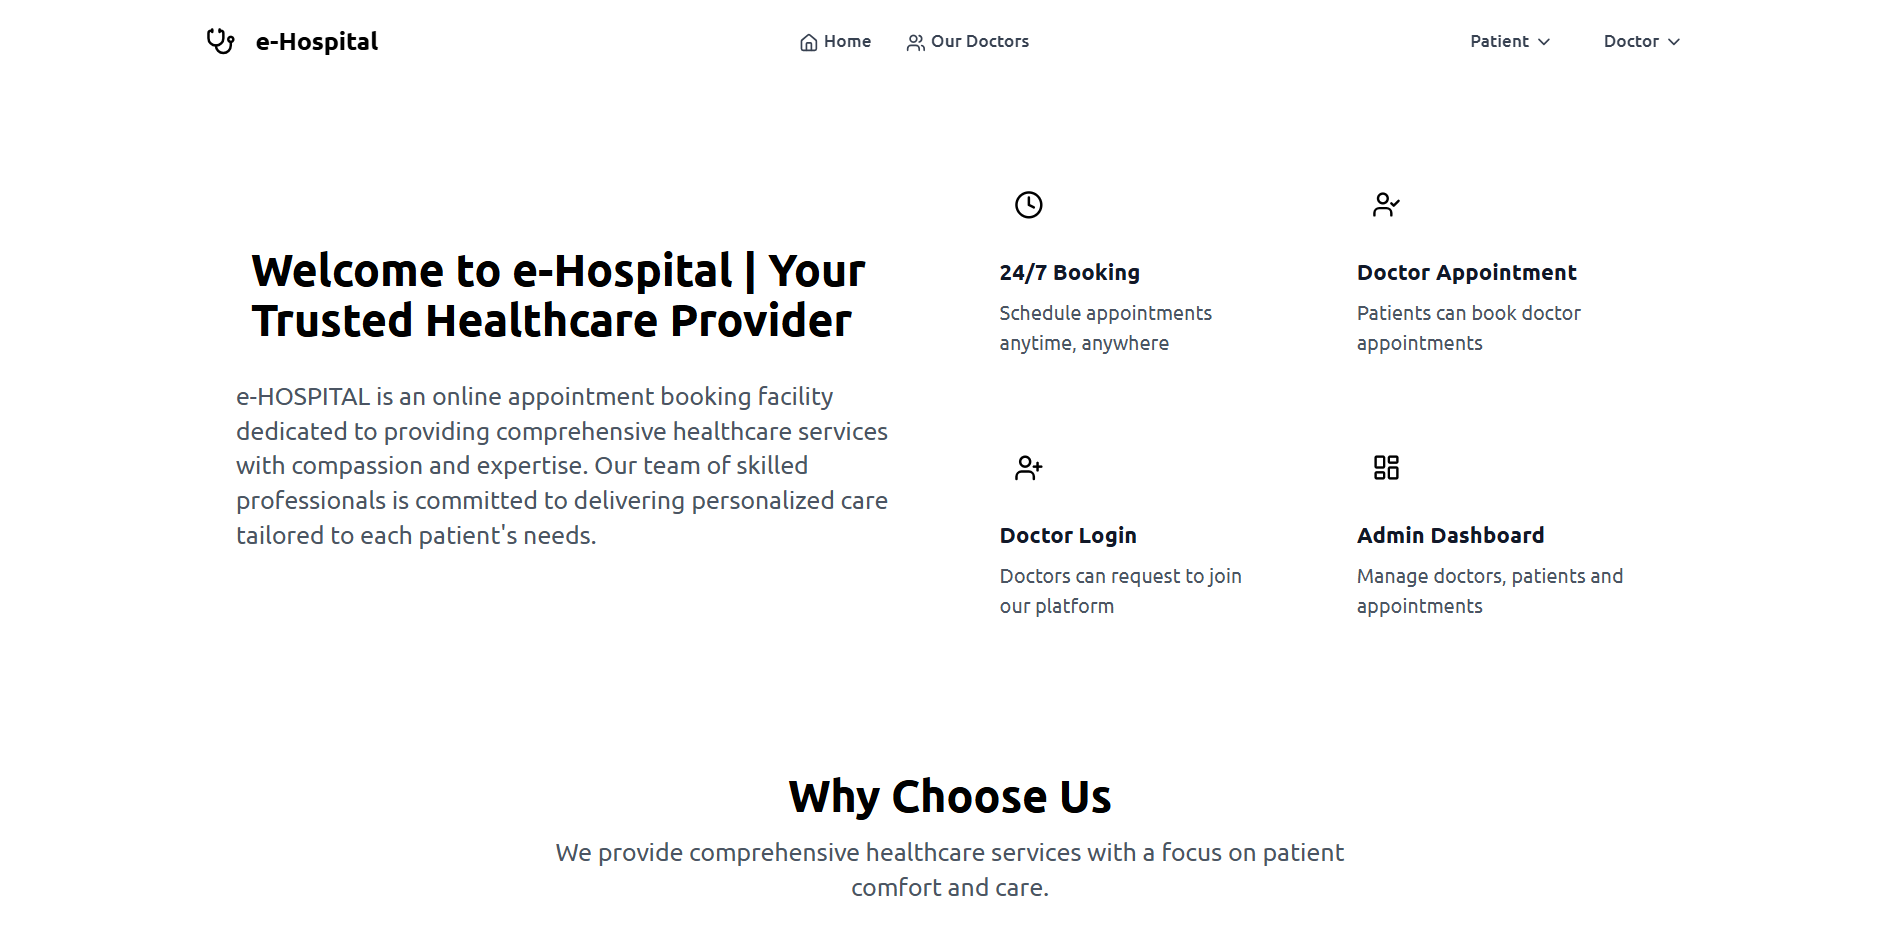 e-Hospital
Home
Our Doctors
Patient
Doctor
Welcome to e-Hospital | Your
Trusted Healthcare Provider
e-HOSPITAL is an online appointment booking facility
dedicated to providing comprehensive healthcare services
with compassion and expertise. Our team of skilled
professionals is committed to delivering personalized care
tailored to each patient's needs.
24/7 Booking
Schedule appointments
anytime, anywhere
Doctor Appointment
Patients can book doctor
appointments
Doctor Login
Doctors can request to join
our platform
Admin Dashboard
Manage doctors, patients and
appointments
Why Choose Us
We provide comprehensive healthcare services with a focus on patient
comfort and care.